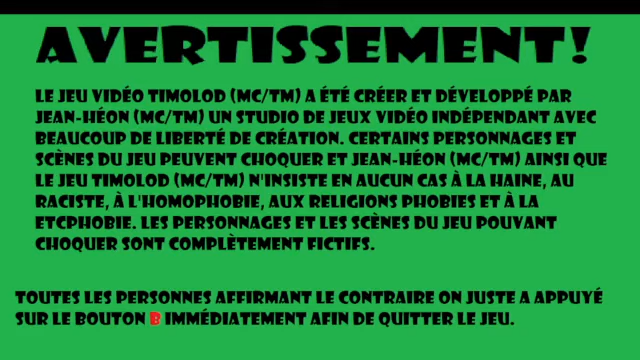 AVERTISSEMENT!
LE JEU VIDÉO TIMOLOD (MC/TM) A ÉTÉ CRÉER ET DÉVELOPPÉ PAR
JEAN-HÉON (MC/TM) UN STUDIO DE JEUX VIDÉO INDÉPENDANT AVEC
BEAUCOUP DE LIBERTÉ DE CRÉATION. CERTAINS PERSONNAGES ET
SCÈNES DU JEU PEUVENT CHOQUER ET JEAN-HÉON (MC/TM) AINSI QUE
LE JEU TIMOLOD (MC/TM) N'INSISTE EN AUCUN CAS À LA HAINE, AU
RACISTE, À L'HOMOPHOBIE, AUX RELIGIONS PHOBIES ET À LA
ETCPHOBIE. LES PERSONNAGES ET LES SCÈNES DU JEU POUVANT
CHOQUER SONT COMPLÈTEMENT FICTIFS.
TOUTES LES PERSONNES AFFIRMANT LE CONTRAIRE ON JUSTE A APPUYÉ
SUR LE BOUTON B IMMÉDIATEMENT AFIN DE QUITTER LE JEU.